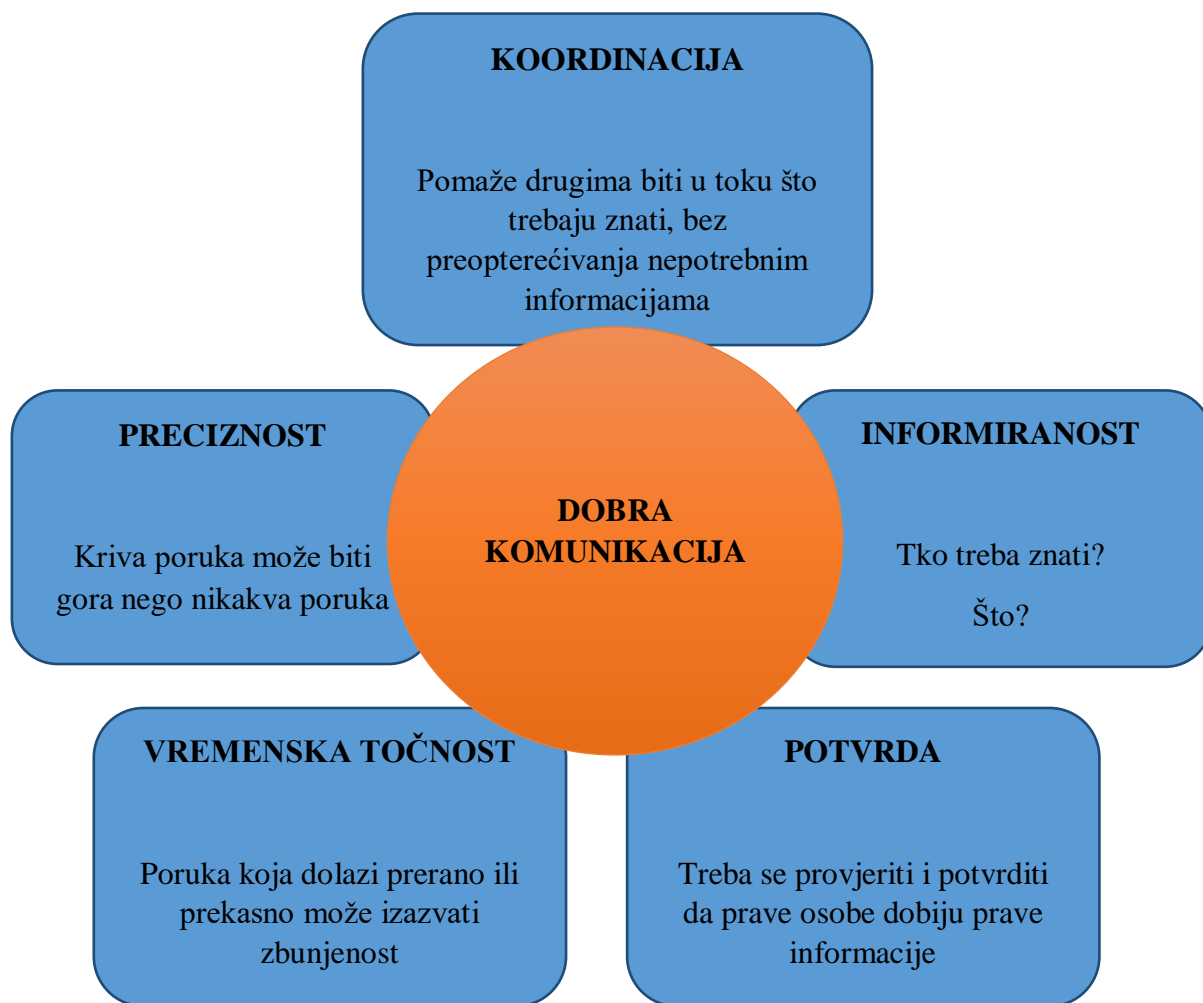 KOORDINACIJA
Pomaže drugima biti u toku što
trebaju znati, bez
preopterećivanja nepotrebnim
informacijama
PRECIZNOST
Kriva poruka može biti
gora nego nikakva poruka
DOBRA
KOMUNIKACIJA
INFORMIRANOST
Tko treba znati?
Što?
VREMENSKA TOČNOST
Poruka koja dolazi prerano ili
prekasno može izazvati
zbunjenost
POTVRDA
Treba se provjeriti i potvrditi
da prave osobe dobiju prave
informacije